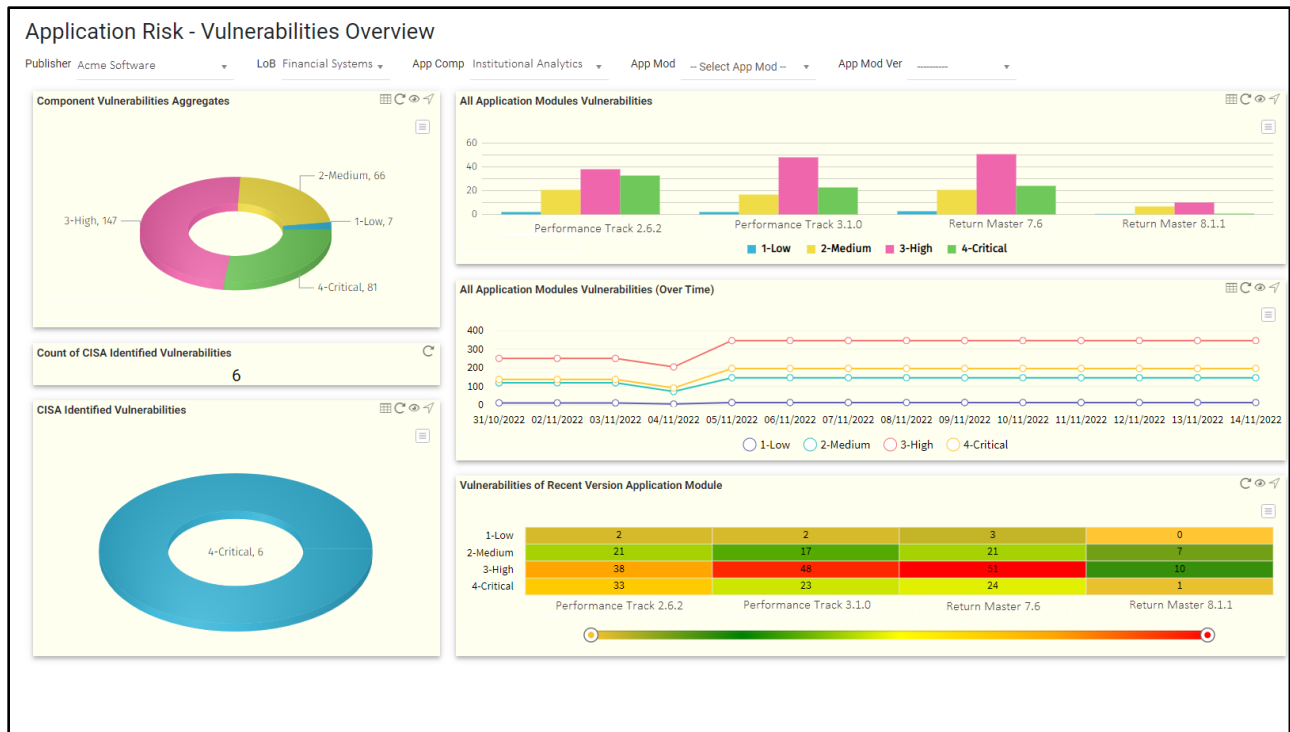 Application Risk - Vulnerabilities Overview
Publisher Acme Software LoB Financial Systems App Comp Institutional Analytics App Mod -- Select App Mod -- App Mod Ver ----------
Component Vulnerabilities Aggregates
2-Medium, 66
3-High, 147
1-Low, 7
4-Critical, 81
Count of CISA Identified Vulnerabilities
6
CISA Identified Vulnerabilities
4-Critical, 6
All Application Modules Vulnerabilities
60
40
20
0
Performance Track 2.6.2 Performance Track 3.1.0 Return Master 7.6 Return Master 8.1.1
1-Low 2-Medium 3-High 4-Critical
All Application Modules Vulnerabilities (Over Time)
400
300
200
100
0
31/10/2022 02/11/2022 03/11/2022 04/11/2022 05/11/2022 06/11/2022 07/11/2022 08/11/2022 09/11/2022 10/11/2022 11/11/2022 12/11/2022 13/11/2022 14/11/2022
1-Low 2-Medium 3-High 4-Critical
Vulnerabilities of Recent Version Application Module
1-Low 2 2 3 0
2-Medium 21 17 21 7
3-High 38 48 51 10
4-Critical 33 23 24 1
Performance Track 2.6.2 Performance Track 3.1.0 Return Master 7.6 Return Master 8.1.1